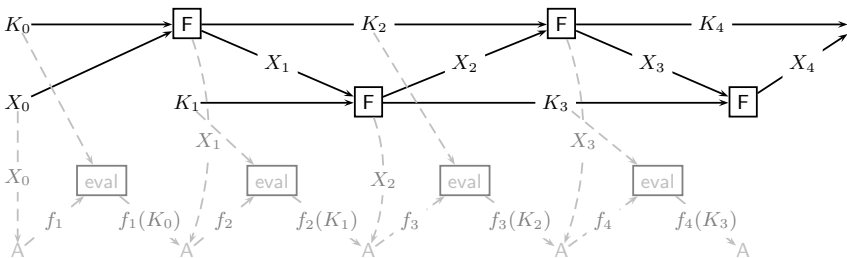 K₀ F K₂ F K₄
X₁ X₂ X₃ X₄
X₀ K₁ F K₃ F
X₁ X₃
X₀ eval eval X₂ eval eval
f₁ f₁(K₀) f₂ f₂(K₁) f₃ f₃(K₂) f₄ f₄(K₃)
A A A A A